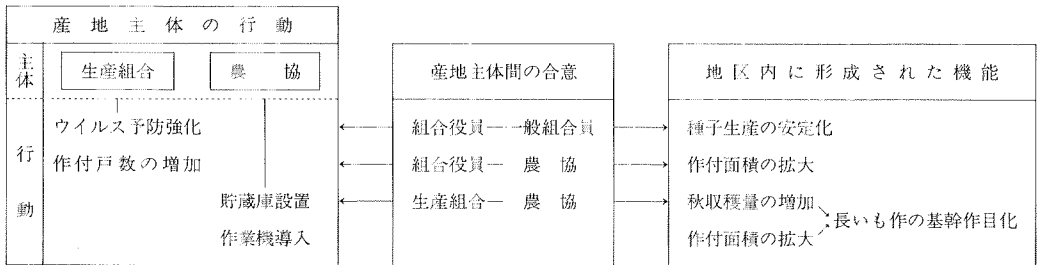 産地主体の行動
主体
生産組合
農協
行動
ウイルス予防強化
作付戸数の増加
貯蔵庫設置
作業機導入
産地主体間の合意
組合役員―一般組合員
組合役員―農協
生産組合―農協
地区内に形成された機能
種子生産の安定化
作付面積の拡大
秋収穫量の増加
作付面積の拡大
長いも作の基幹作目化